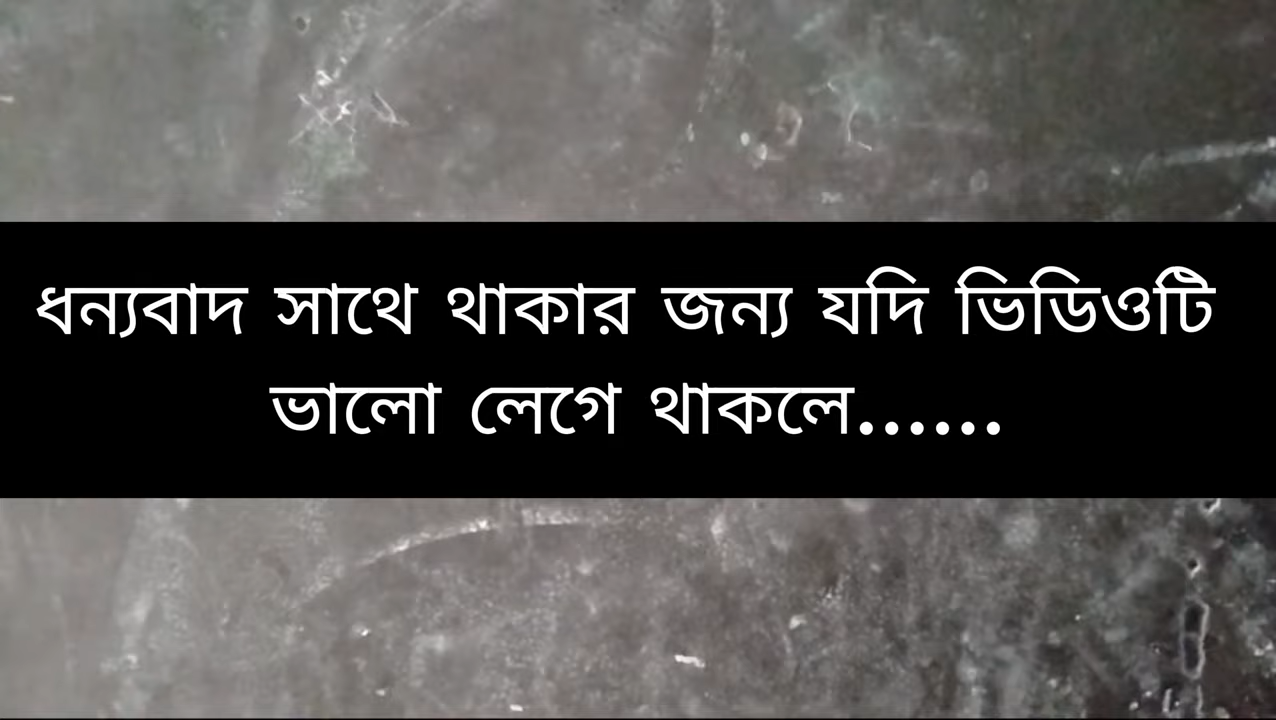 ধন্যবাদ সাথে থাকার জন্য যদি ভিডিওটি
ভালো লেগে থাকলে......